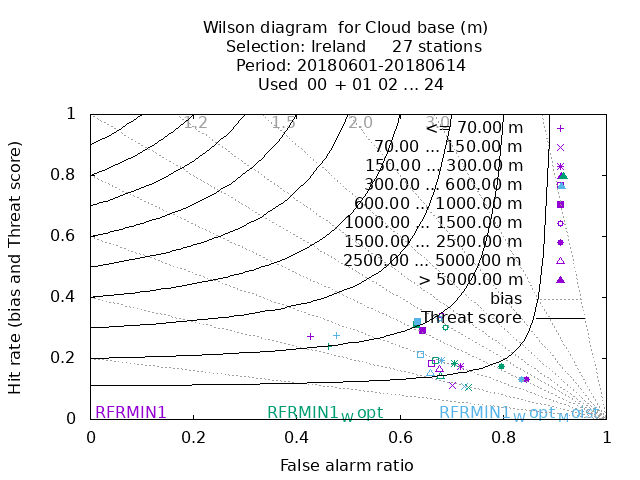 Wilson diagram for Cloud base (m)
Selection: Ireland 27 stations
Period: 20180601-20180614
Used 00 + 01 02 ... 24
Hit rate (bias and Threat score)
1
0.8
0.6
0.4
0.2
0
1.2 1.5 2.0 3.0
<= 70.00 m
70.00 ... 150.00 m
150.00 ... 300.00 m
300.00 ... 600.00 m
600.00 ... 1000.00 m
1000.00 ... 1500.00 m
1500.00 ... 2500.00 m
2500.00 ... 5000.00 m
> 5000.00 m
bias
Threat score
RFRMIN1 RFRMIN1W opt RFRMIN1W opt
0 0.2 0.4 0.6 0.8 1
False alarm ratio